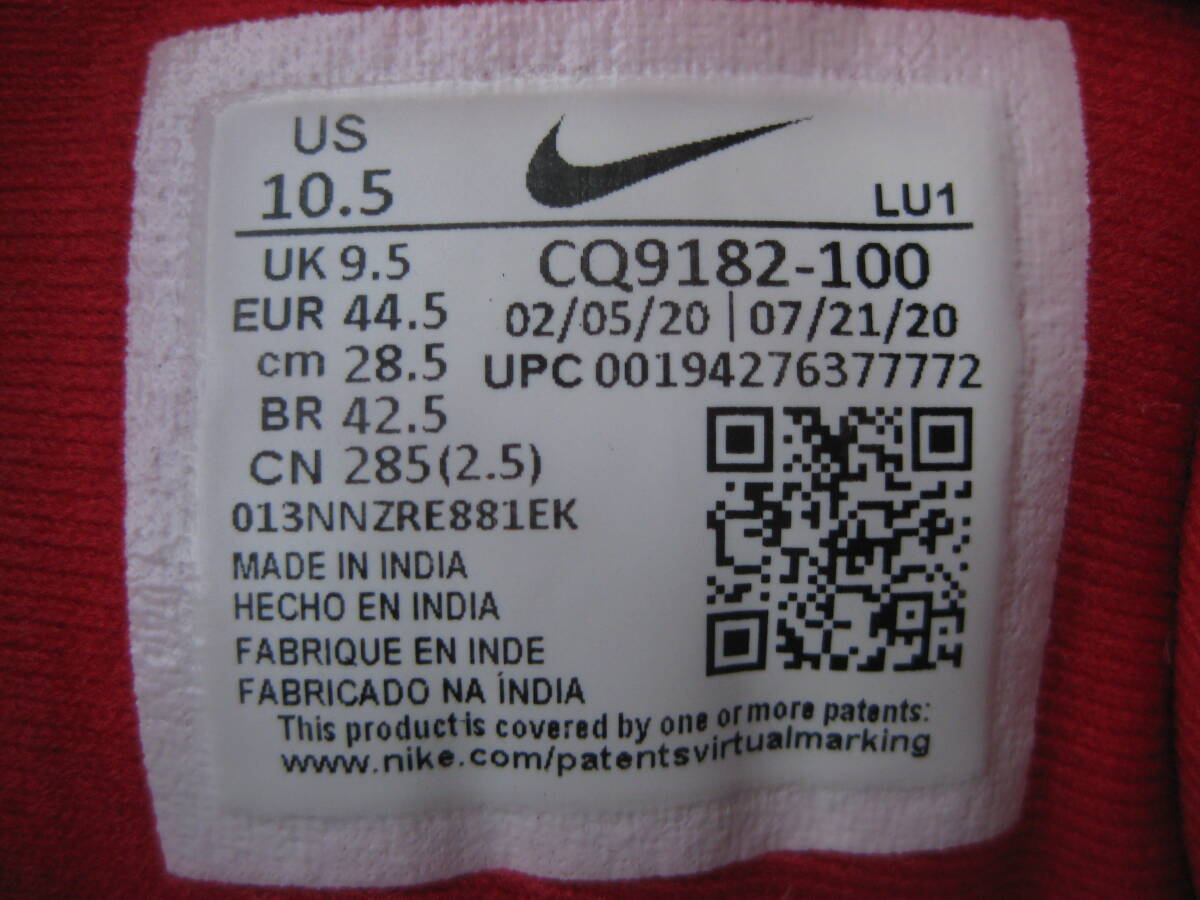 US
10.5
LU1
UK 9.5
CQ9182-100
EUR 44.5
02/05/20 | 07/21/20
cm 28.5
UPC 00194276377772
BR 42.5
CN 285(2.5)
013NNZRE881EK
MADE IN INDIA
HECHO EN INDIA
FABRIQUE EN INDE
FABRICADO NA ÍNDIA
This product is covered by one or more patents:
www.nike.com/patentsvirtualmarking